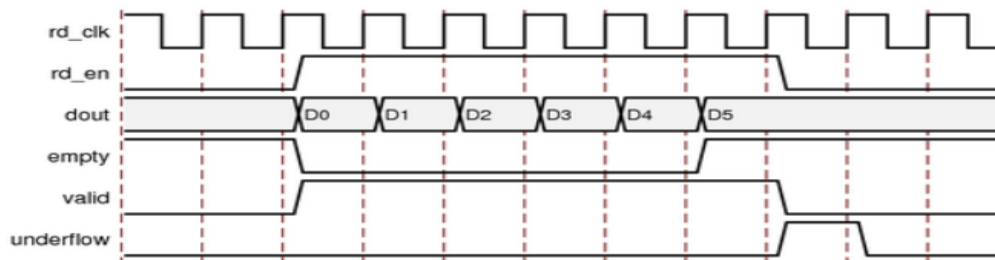 rd_clk
rd_en
dout D0 D1 D2 D3 D4 D5
empty
valid
underflow